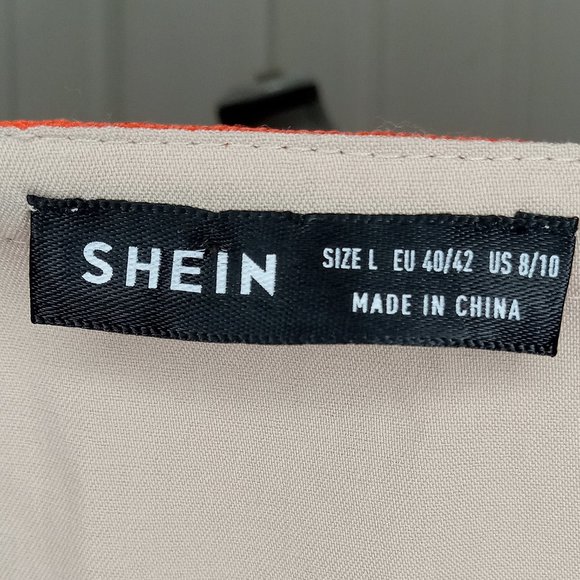 SHEIN
SIZE L EU 40/42 US 8/10
MADE IN CHINA